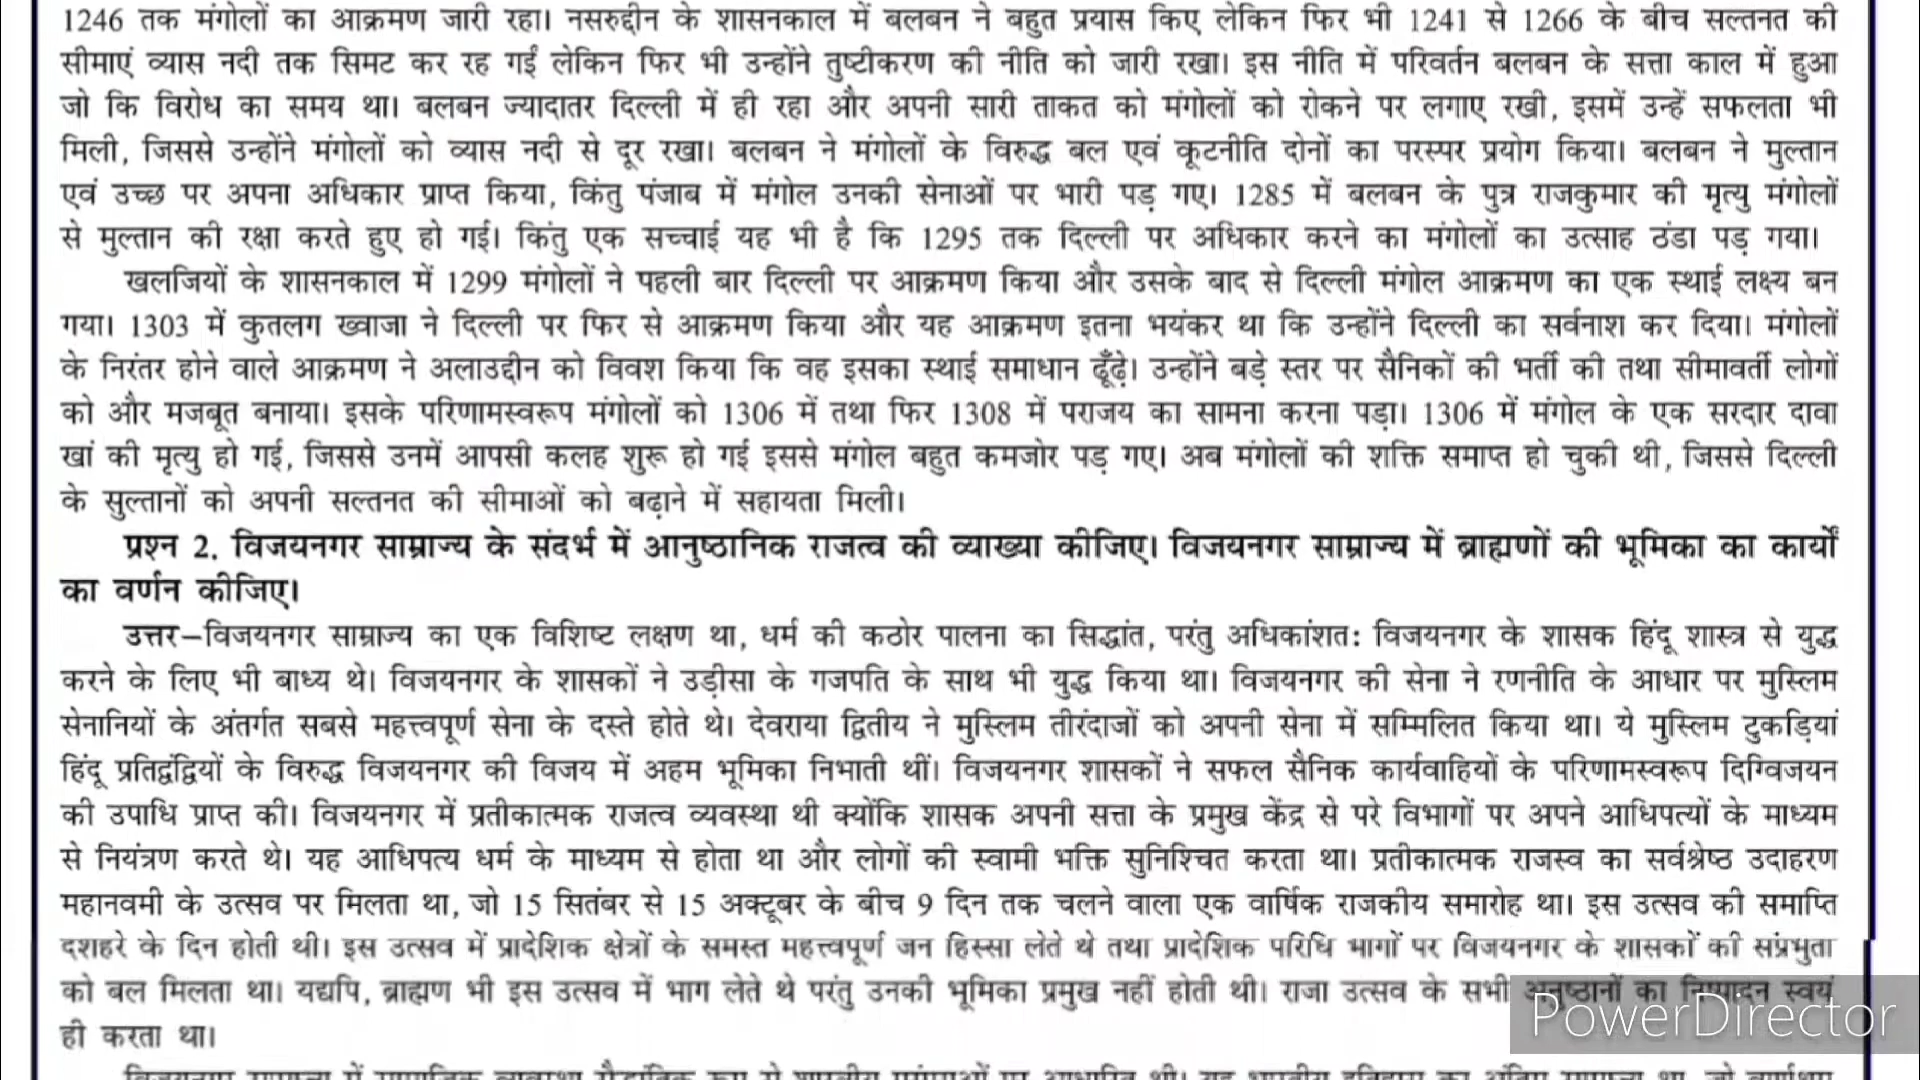 1246 तक मंगोलों का आक्रमण जारी रहा। नसरुद्दीन के शासनकाल में बलबन ने बहुत प्रयास किए लेकिन फिर भी 1241 से 1266 के बीच सल्तनत की
सीमाएं व्यास नदी तक सिमट कर रह गईं लेकिन फिर भी उन्होंने तुष्टीकरण की नीति को जारी रखा। इस नीति में परिवर्तन बलबन के सत्ता काल में हुआ
जो कि विरोध का समय था। बलबन ज्यादातर दिल्ली में ही रहा और अपनी सारी ताकत को मंगोलों को रोकने पर लगाए रखी, इसमें उन्हें सफलता भी
मिली, जिससे उन्होंने मंगोलों को व्यास नदी से दूर रखा। बलबन ने मंगोलों के विरुद्ध बल एवं कूटनीति दोनों का परस्पर प्रयोग किया। बलबन ने मुल्तान
एवं उच्छ पर अपना अधिकार प्राप्त किया, किंतु पंजाब में मंगोल उनकी सेनाओं पर भारी पड़ गए। 1285 में बलबन के पुत्र राजकुमार की मृत्यु मंगोलों
से मुल्तान की रक्षा करते हुए हो गई। किंतु एक सच्चाई यह भी है कि 1295 तक दिल्ली पर अधिकार करने का मंगोलों का उत्साह ठंडा पड़ गया।
खलजियों के शासनकाल में 1299 मंगोलों ने पहली बार दिल्ली पर आक्रमण किया और उसके बाद से दिल्ली मंगोल आक्रमण का एक स्थाई लक्ष्य बन
गया। 1303 में कुतलग ख्वाजा ने दिल्ली पर फिर से आक्रमण किया और यह आक्रमण इतना भयंकर था कि उन्होंने दिल्ली का सर्वनाश कर दिया। मंगोलों
के निरंतर होने वाले आक्रमण ने अलाउद्दीन को विवश किया कि वह इसका स्थाई समाधान ढूँढ़े। उन्होंने बड़े स्तर पर सैनिकों की भर्ती की तथा सीमावर्ती लोगों
को और मजबूत बनाया। इसके परिणामस्वरूप मंगोलों को 1306 में तथा फिर 1308 में पराजय का सामना करना पड़ा। 1306 में मंगोल के एक सरदार दावा
खां की मृत्यु हो गई, जिससे उनमें आपसी कलह शुरू हो गई इससे मंगोल बहुत कमजोर पड़ गए। अब मंगोलों की शक्ति समाप्त हो चुकी थी, जिससे दिल्ली
के सुल्तानों को अपनी सल्तनत की सीमाओं को बढ़ाने में सहायता मिली।
प्रश्न 2. विजयनगर साम्राज्य के संदर्भ में आनुष्ठानिक राजत्व की व्याख्या कीजिए। विजयनगर साम्राज्य में ब्राह्मणों की भूमिका का कार्यों
का वर्णन कीजिए।
उत्तर–विजयनगर साम्राज्य का एक विशिष्ट लक्षण था, धर्म की कठोर पालना का सिद्धांत, परंतु अधिकांशतः विजयनगर के शासक हिंदू शास्त्र से युद्ध
करने के लिए भी बाध्य थे। विजयनगर के शासकों ने उड़ीसा के गजपति के साथ भी युद्ध किया था। विजयनगर की सेना ने रणनीति के आधार पर मुस्लिम
सेनानियों के अंतर्गत सबसे महत्त्वपूर्ण सेना के दस्ते होते थे। देवराया द्वितीय ने मुस्लिम तीरंदाजों को अपनी सेना में सम्मिलित किया था। ये मुस्लिम टुकड़ियां
हिंदू प्रतिद्वंद्वियों के विरुद्ध विजयनगर की विजय में अहम भूमिका निभाती थीं। विजयनगर शासकों ने सफल सैनिक कार्यवाहियों के परिणामस्वरूप दिग्विजयन
की उपाधि प्राप्त की। विजयनगर में प्रतीकात्मक राजत्व व्यवस्था थी क्योंकि शासक अपनी सत्ता के प्रमुख केंद्र से परे विभागों पर अपने आधिपत्यों के माध्यम
से नियंत्रण करते थे। यह आधिपत्य धर्म के माध्यम से होता था और लोगों की स्वामी भक्ति सुनिश्चित करता था। प्रतीकात्मक राजस्व का सर्वश्रेष्ठ उदाहरण
महानवमी के उत्सव पर मिलता था, जो 15 सितंबर से 15 अक्टूबर के बीच 9 दिन तक चलने वाला एक वार्षिक राजकीय समारोह था। इस उत्सव की समाप्ति
दशहरे के दिन होती थी। इस उत्सव में प्रादेशिक क्षेत्रों के समस्त महत्त्वपूर्ण जन हिस्सा लेते थे तथा प्रादेशिक परिधि भागों पर विजयनगर के शासकों की संप्रभुता
को बल मिलता था। यद्यपि, ब्राह्मण भी इस उत्सव में भाग लेते थे परंतु उनकी भूमिका प्रमुख नहीं होती थी। राजा उत्सव के सभी अनुष्ठानों का निष्पादन स्वयं
ही करता था।
PowerDirector